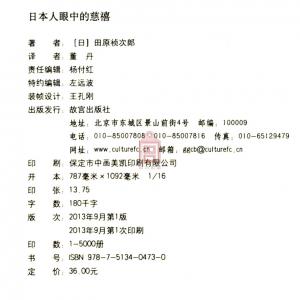 日本人眼中的慈禧
著 者：［日］田原祯次郎
译 者：董 丹
责任编辑：杨付红
特约编辑：左远波
装帧设计：王孔刚
出版发行：故宫出版社
地址：北京市东城区景山前街4号 邮编：100009
电话：010-85007808 010-85007816 传真：010-65129479
网址：www.culturefc.cn 邮箱：ggcb@culturefc.cn
印 刷：保定市中画美凯印刷有限公司
开 本：787毫米×1092毫米 1/16
印 张：13.75
字 数：180千字
版 次：2013年9月第1版
2013年9月第1次印刷
印 数：1-5000册
书 号：ISBN 978-7-5134-0473-0
定 价：36.00元